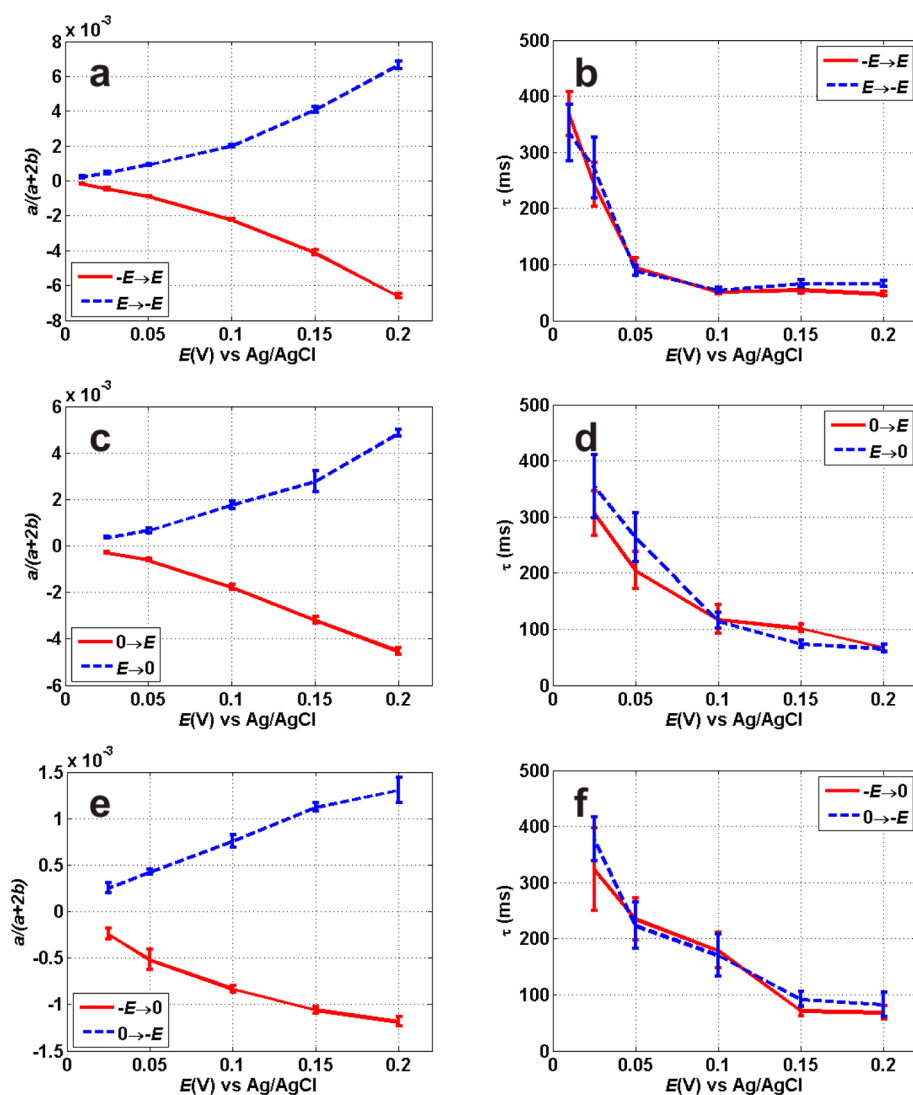 x 10⁻³
a
a/(a+2b)
8
6
4
2
0
-2
-4
-6
-8
-E→E
E→-E
0 0.05 0.1 0.15 0.2
E(V) vs Ag/AgCl
b
τ (ms)
500
400
300
200
100
0
-E→E
E→-E
0 0.05 0.1 0.15 0.2
E(V) vs Ag/AgCl
x 10⁻³
c
a/(a+2b)
6
4
2
0
-2
-4
-6
0→E
E→0
0 0.05 0.1 0.15 0.2
E(V) vs Ag/AgCl
d
τ (ms)
500
400
300
200
100
0
0→E
E→0
0 0.05 0.1 0.15 0.2
E(V) vs Ag/AgCl
x 10⁻³
e
a/(a+2b)
1.5
1
0.5
0
-0.5
-1
-1.5
-E→0
0→-E
0.05 0.1 0.15 0.2
E(V) vs Ag/AgCl
f
τ (ms)
500
400
300
200
100
0
-E→0
0→-E
0 0.05 0.1 0.15 0.2
E(V) vs Ag/AgCl